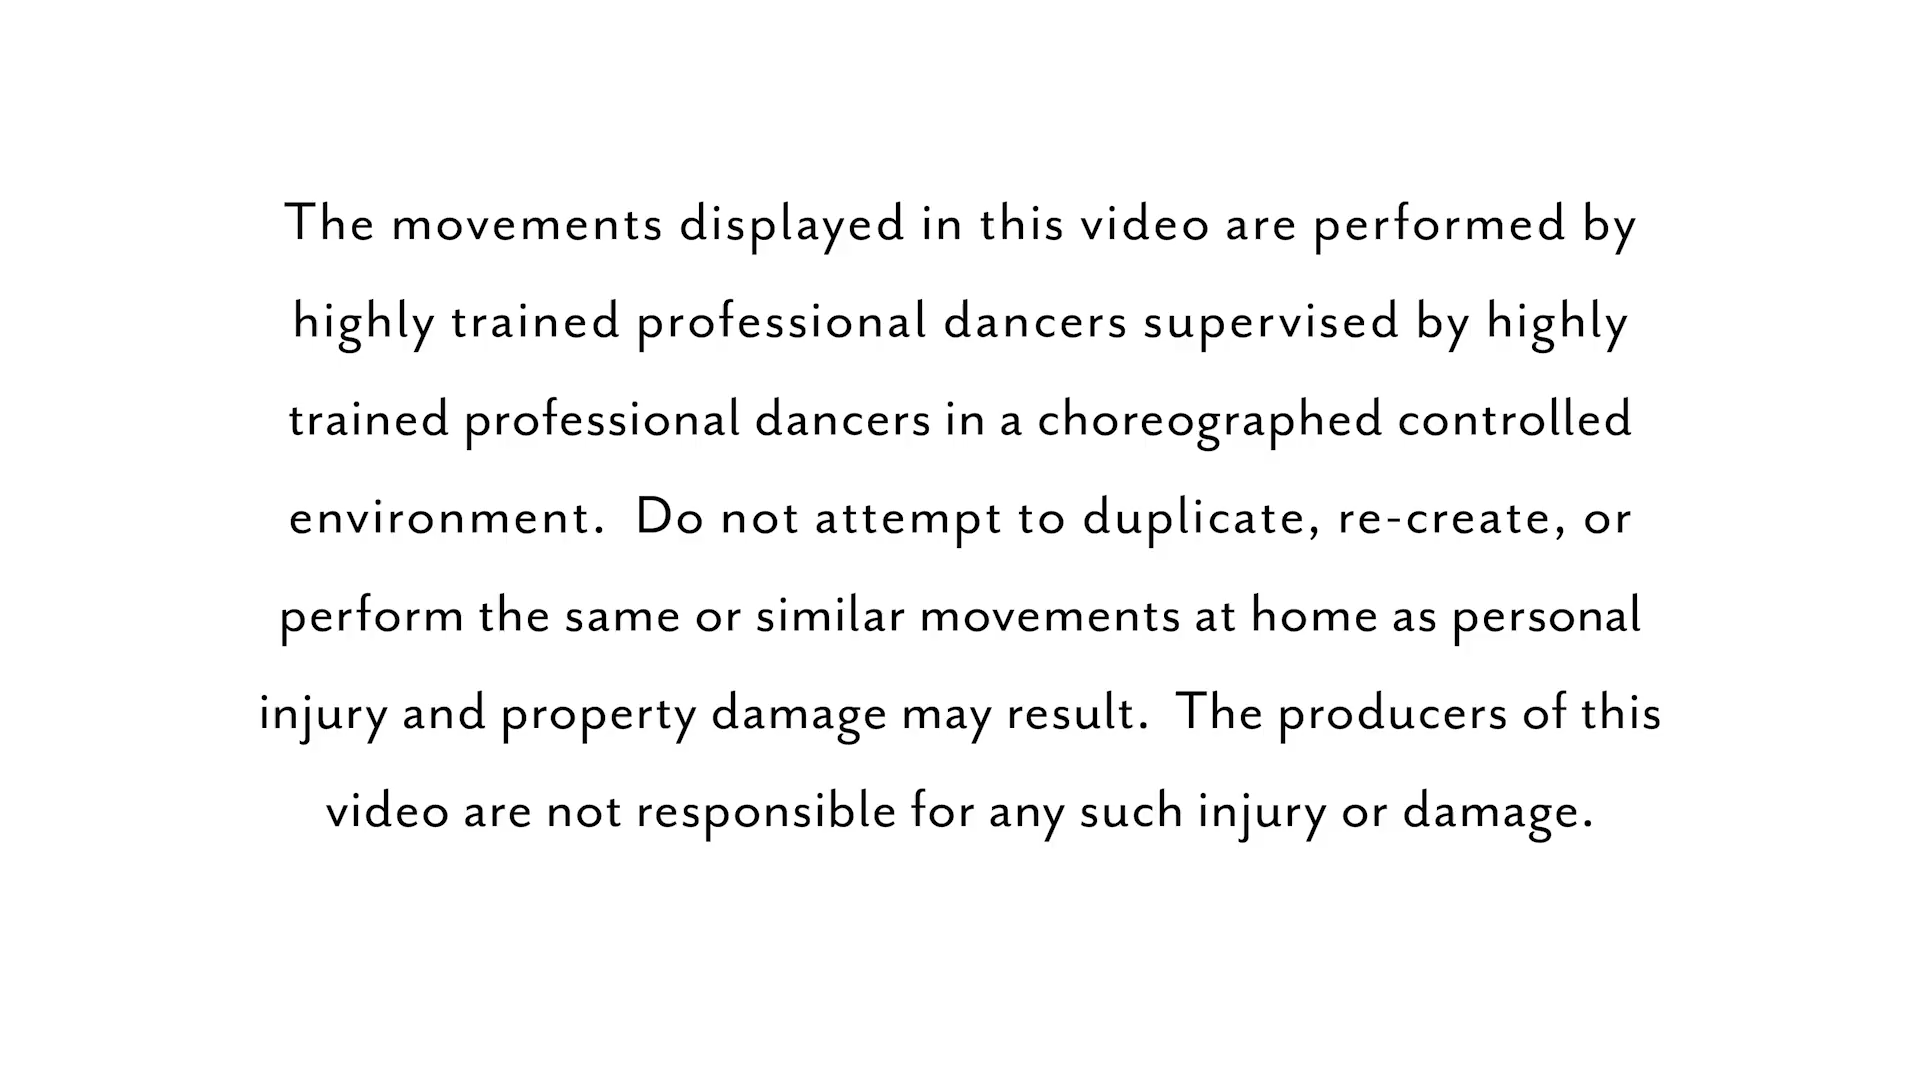 The movements displayed in this video are performed by
highly trained professional dancers supervised by highly
trained professional dancers in a choreographed controlled
environment.  Do not attempt to duplicate, re-create, or
perform the same or similar movements at home as personal
injury and property damage may result.  The producers of this
video are not responsible for any such injury or damage.